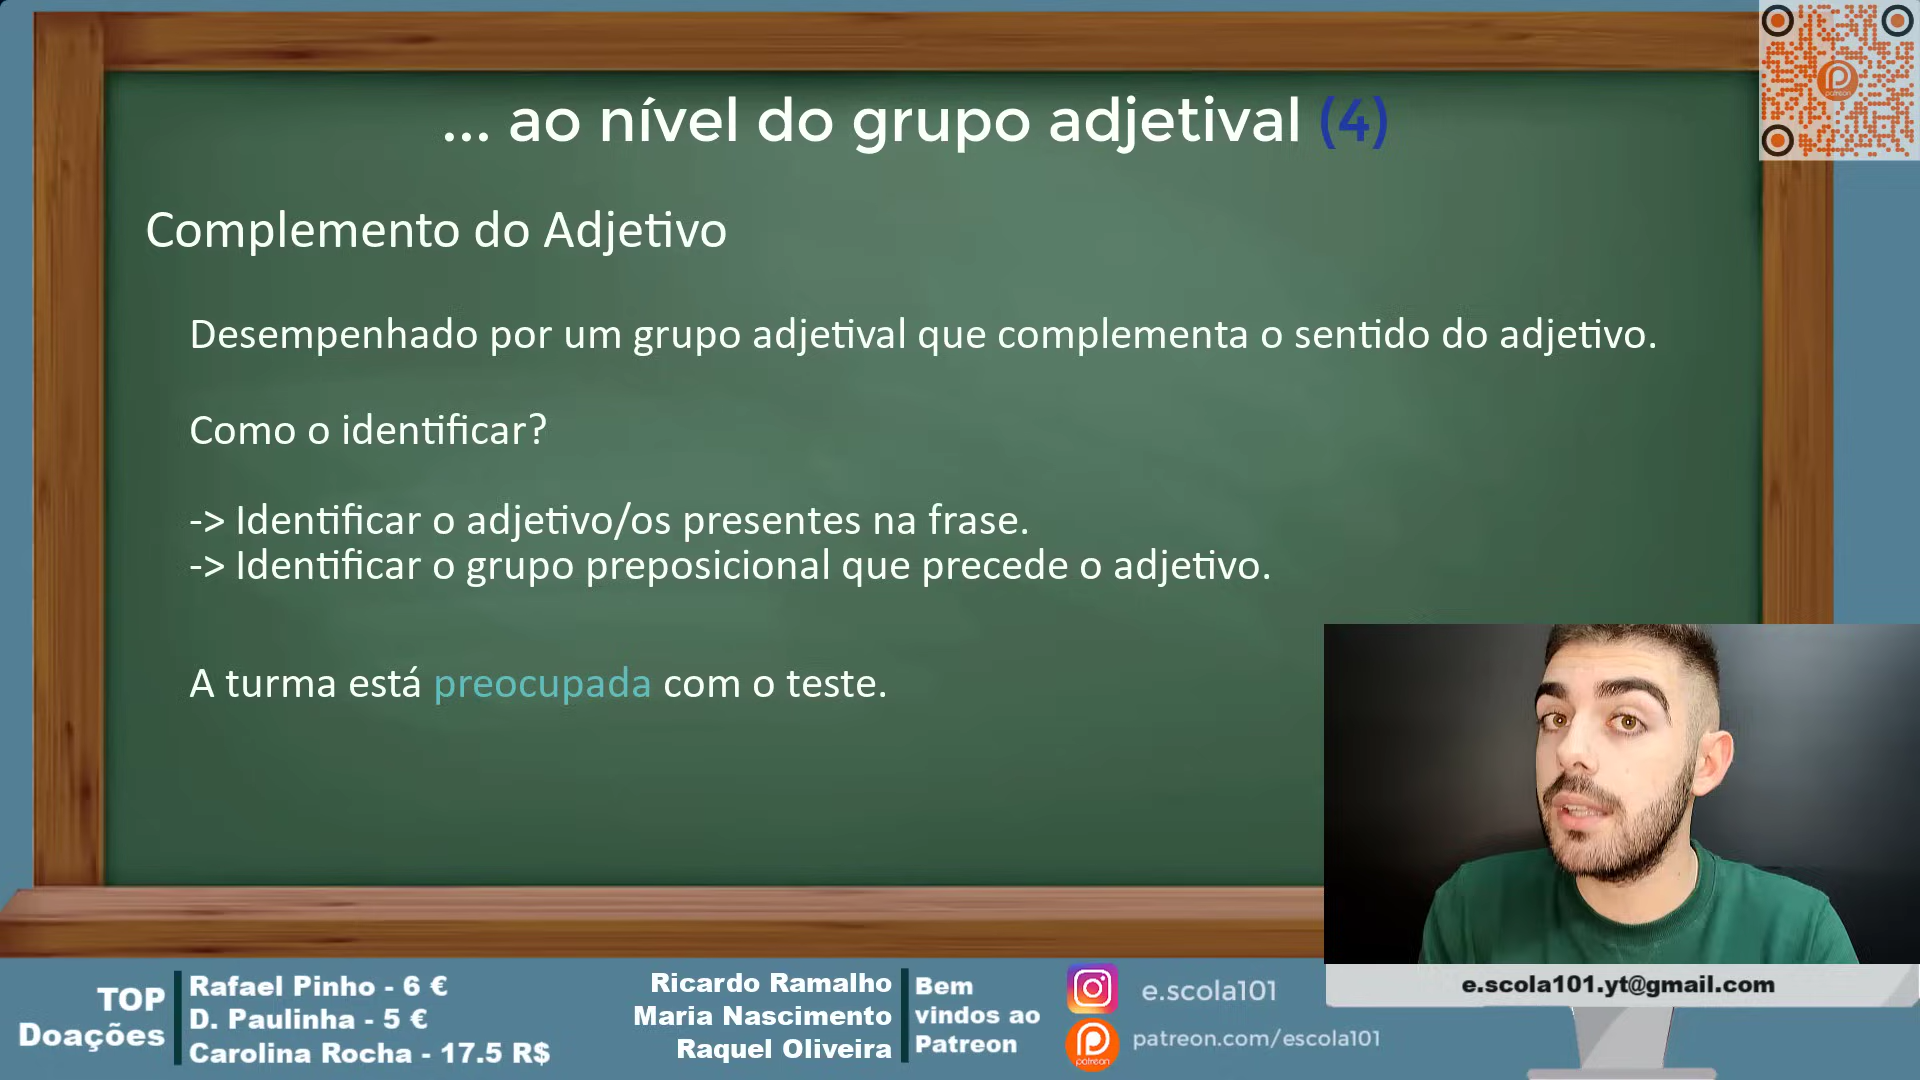 ... ao nível do grupo adjetival (4)
Complemento do Adjetivo
Desempenhado por um grupo adjetival que complementa o sentido do adjetivo.
Como o identificar?
-> Identificar o adjetivo/os presentes na frase.
-> Identificar o grupo preposicional que precede o adjetivo.
A turma está preocupada com o teste.
patreon
TOP
Doações
Rafael Pinho - 6 €
D. Paulinha - 5 €
Carolina Rocha - 17.5 R$
Ricardo Ramalho
Maria Nascimento
Raquel Oliveira
Bem
vindos ao
Patreon
e.scola101
patreon
patreon.com/escola101
e.scola101.yt@gmail.com